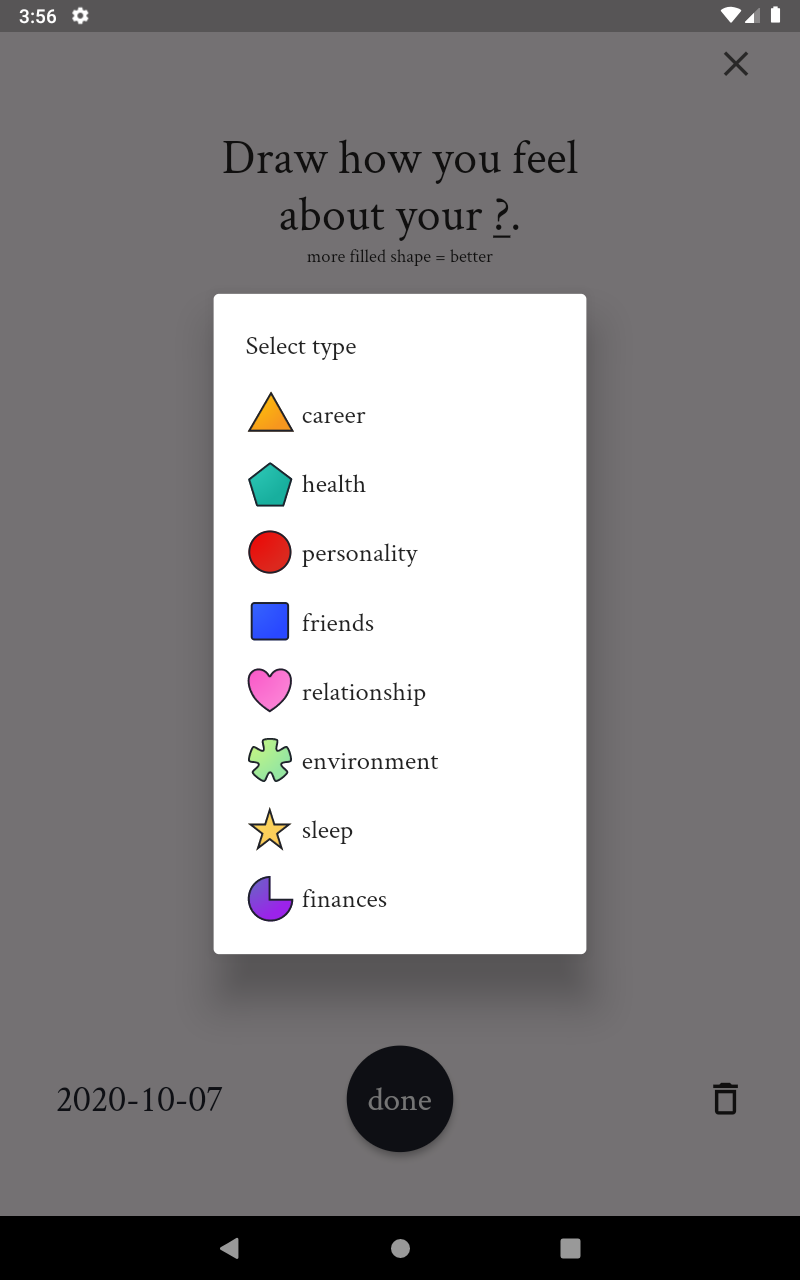 3:56
Draw how you feel
about your ?.
more filled shape = better
Select type
career
health
personality
friends
relationship
environment
sleep
finances
2020-10-07
done